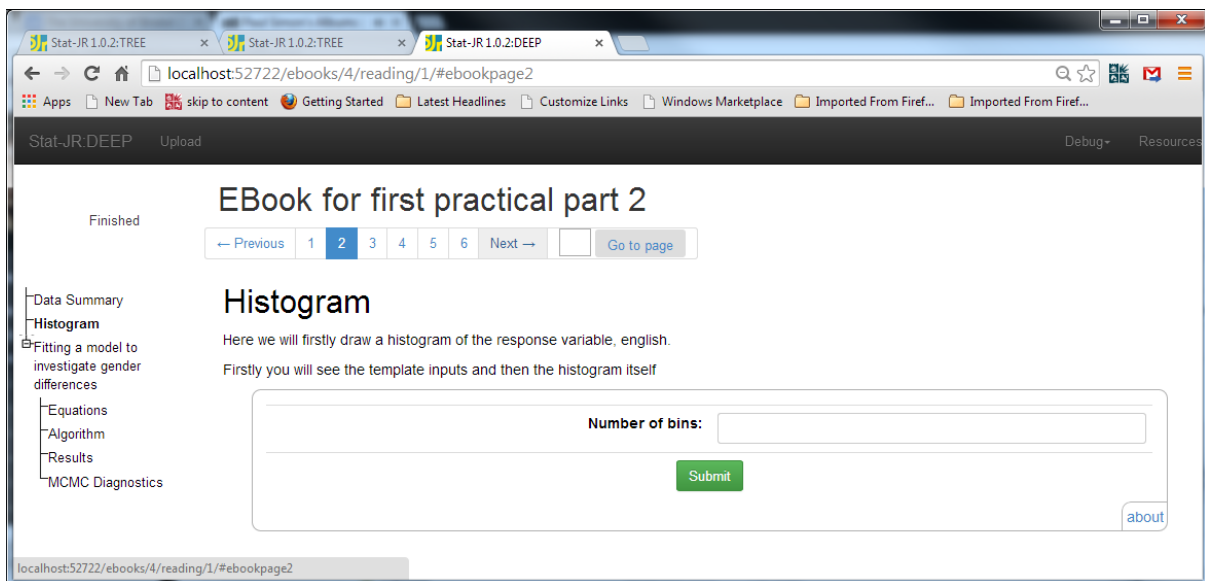 Stat-JR 1.0.2:TREE × Stat-JR 1.0.2:TREE × Stat-JR 1.0.2:DEEP ×
localhost:52722/ebooks/4/reading/1/#ebookpage2
Apps New Tab skip to content Getting Started Latest Headlines Customize Links Windows Marketplace Imported From Firef... Imported From Firef...
Stat-JR:DEEP Upload Debug Resources
EBook for first practical part 2
Finished
← Previous 1 2 3 4 5 6 Next → Go to page
Data Summary
Histogram
Fitting a model to
investigate gender
differences
Equations
Algorithm
Results
MCMC Diagnostics
Histogram
Here we will firstly draw a histogram of the response variable, english.
Firstly you will see the template inputs and then the histogram itself
Number of bins:
Submit
about
localhost:52722/ebooks/4/reading/1/#ebookpage2